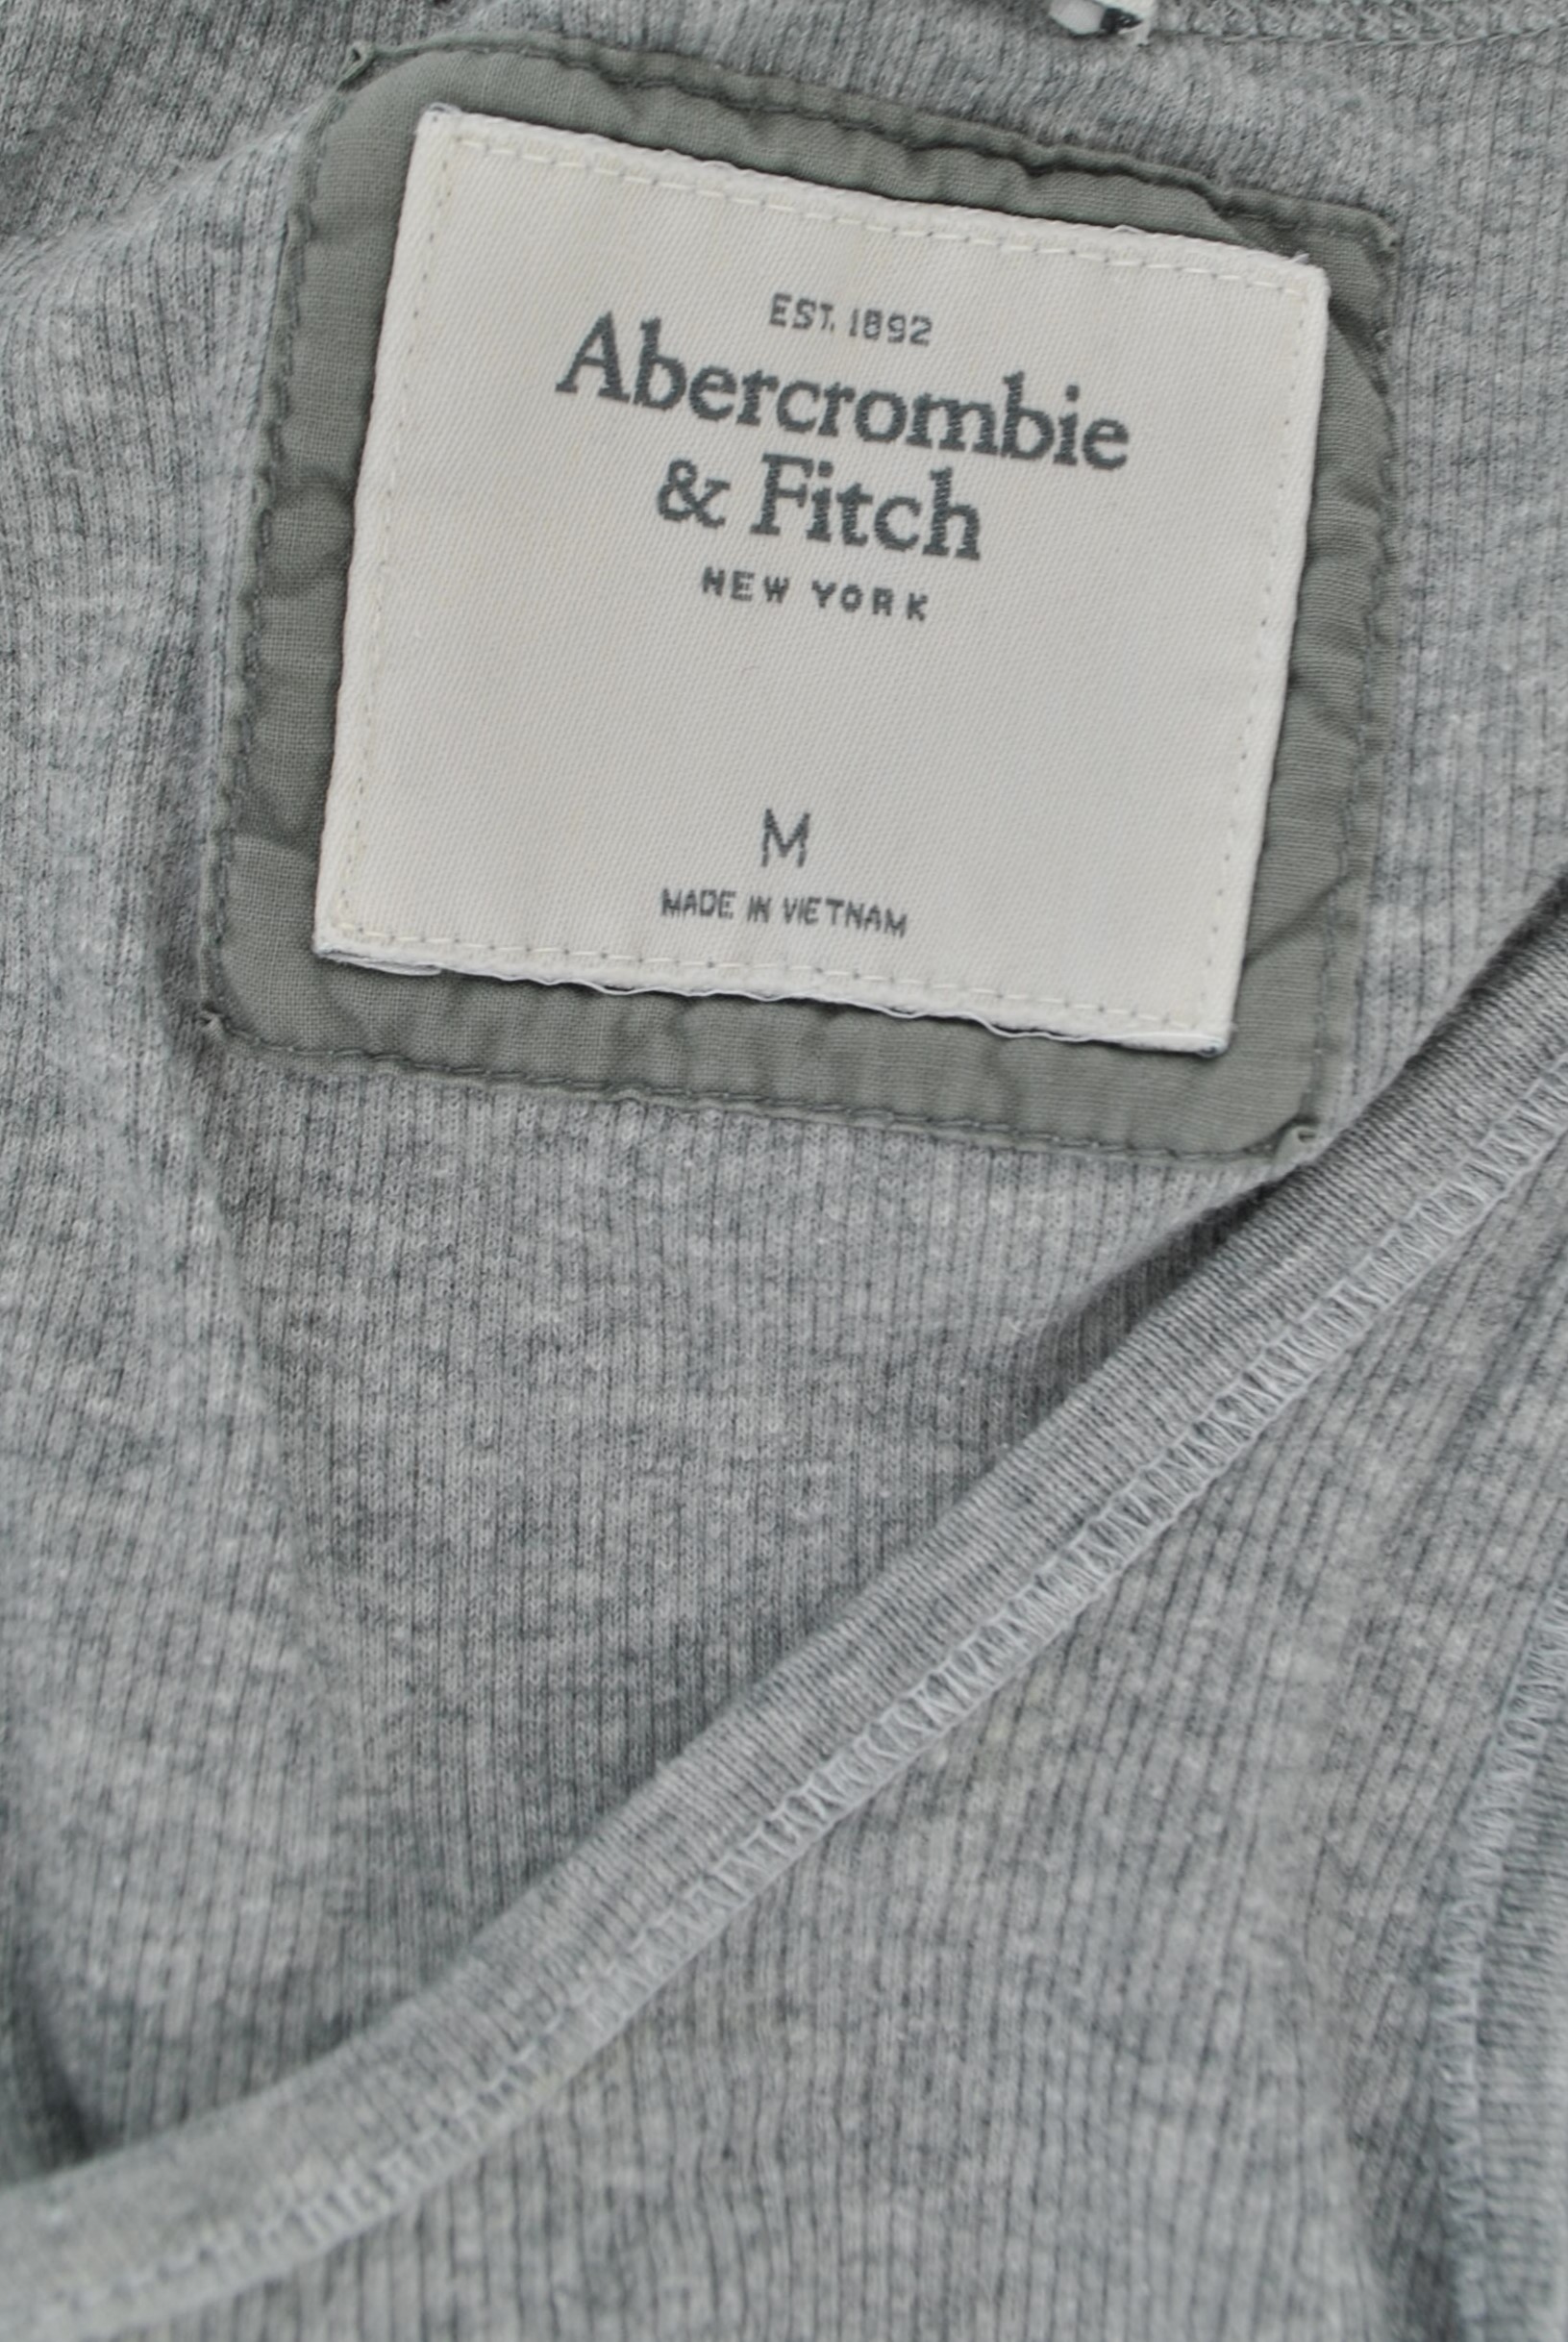 EST. 1892
Abercrombie
& Fitch
NEW YORK
M
MADE IN VIETNAM